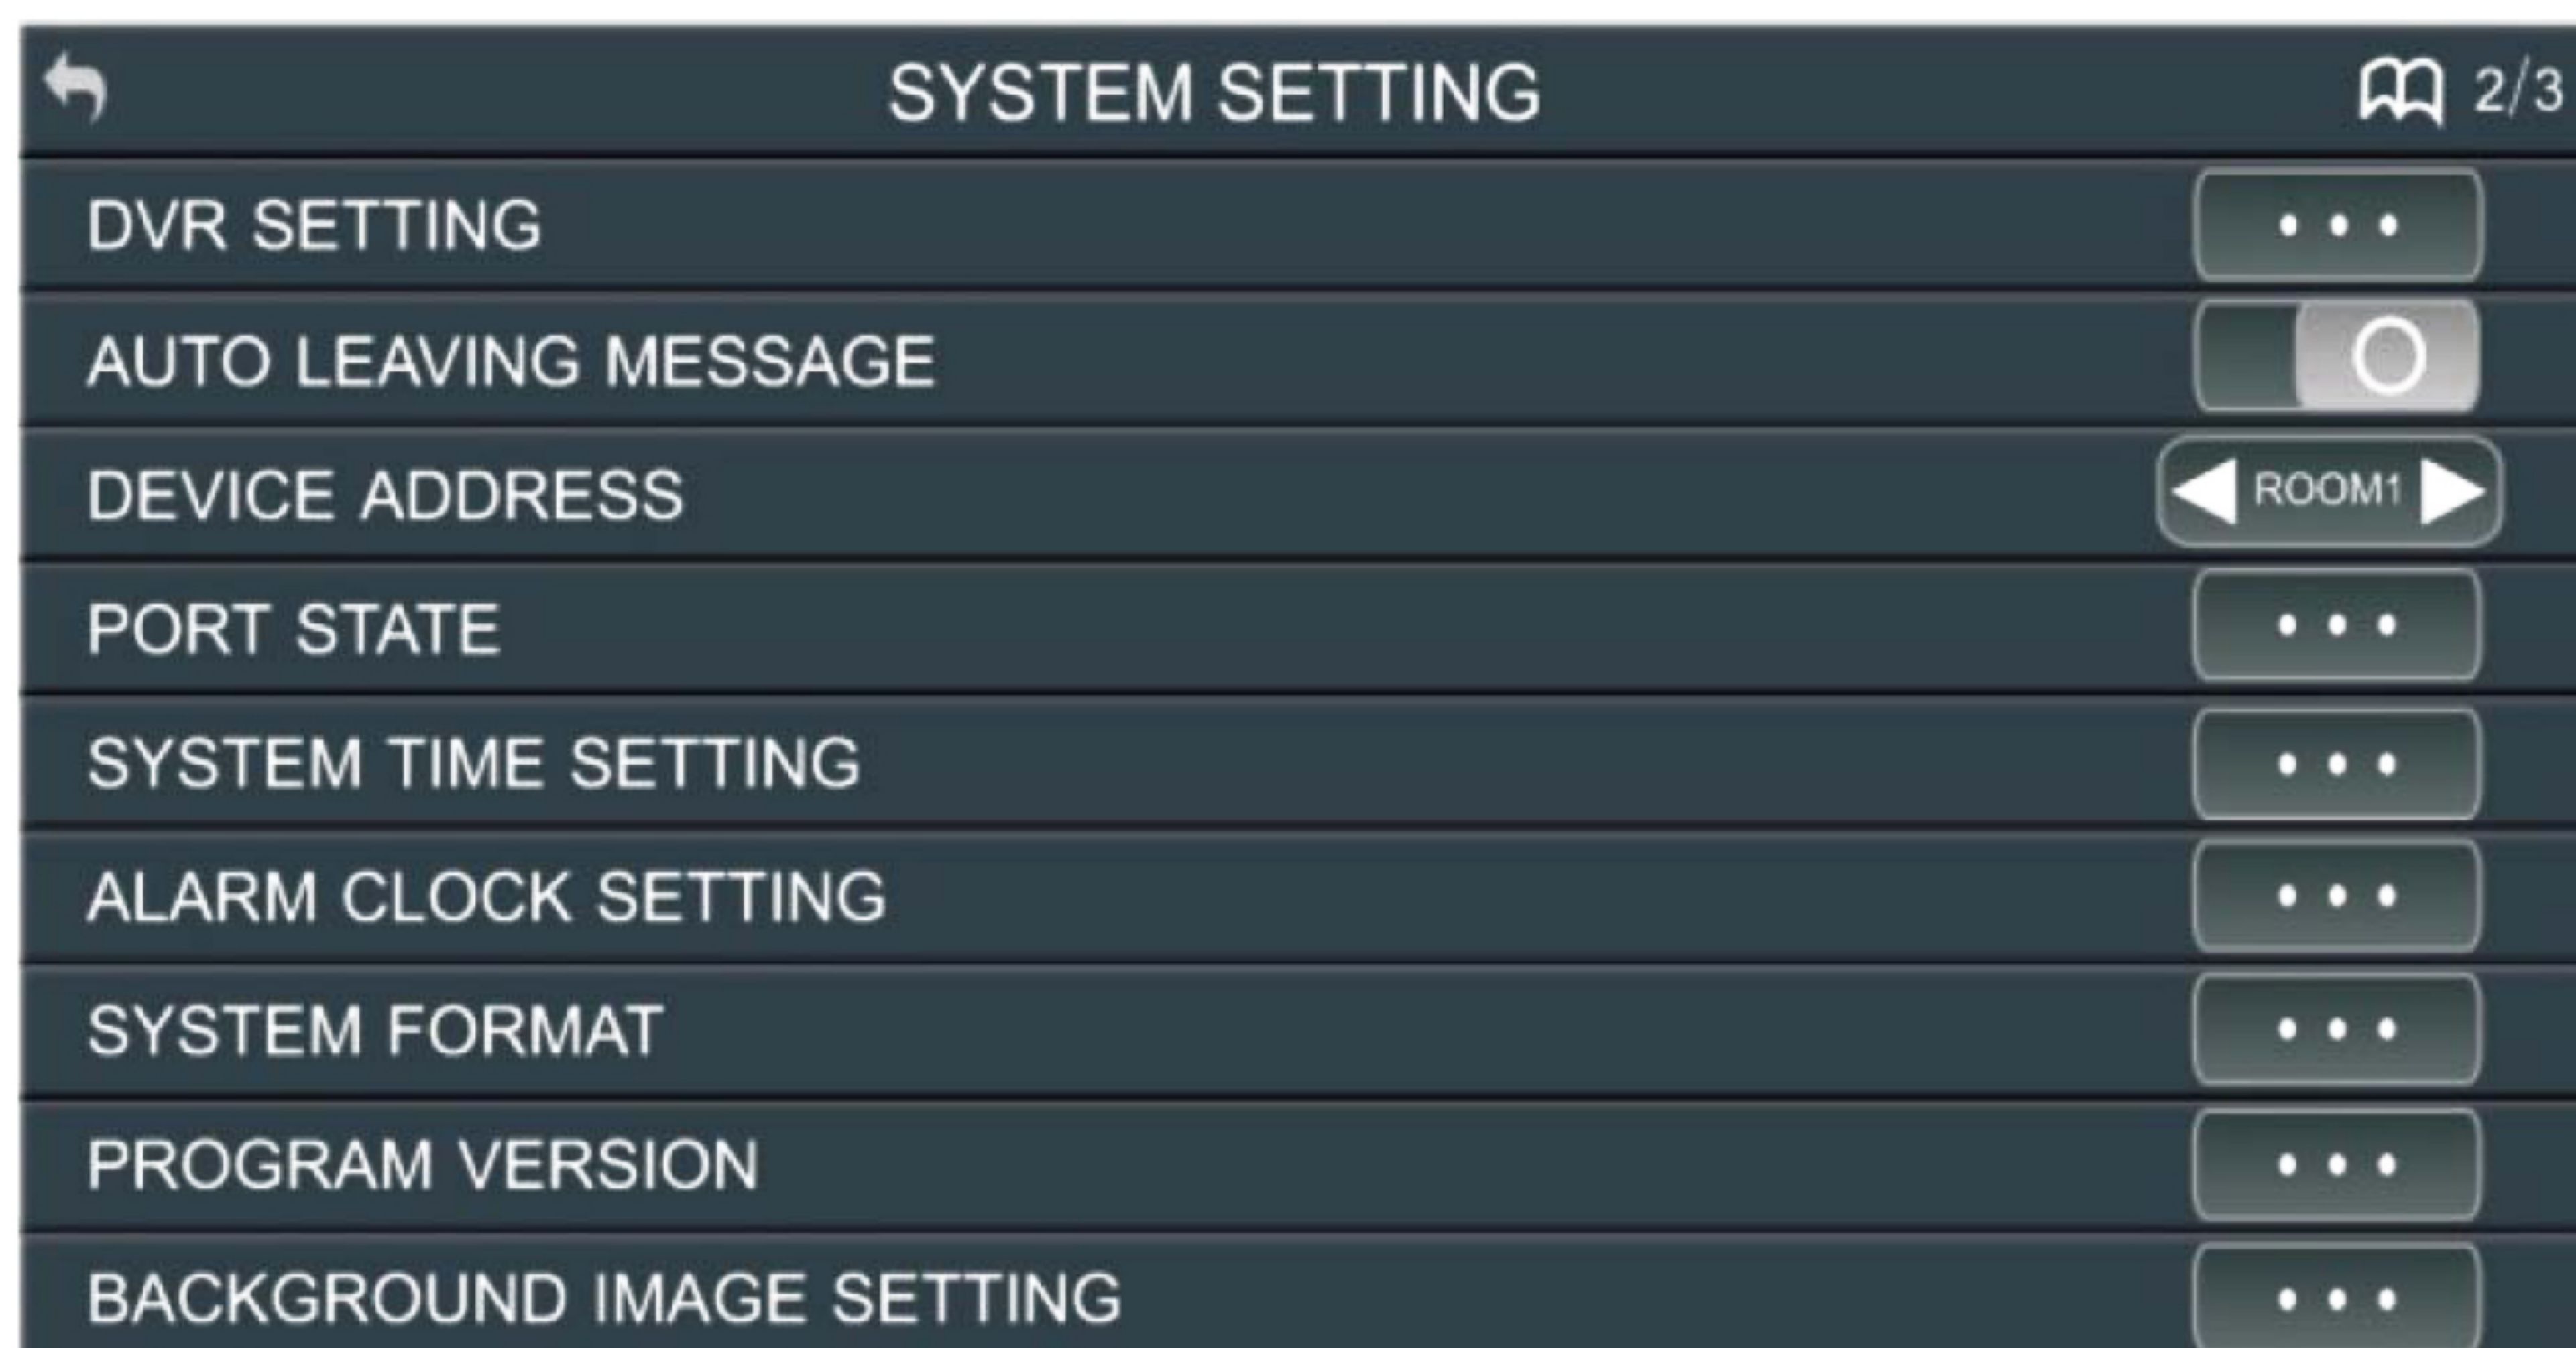 SYSTEM SETTING 2/3
DVR SETTING
AUTO LEAVING MESSAGE
DEVICE ADDRESS ROOM1
PORT STATE
SYSTEM TIME SETTING
ALARM CLOCK SETTING
SYSTEM FORMAT
PROGRAM VERSION
BACKGROUND IMAGE SETTING